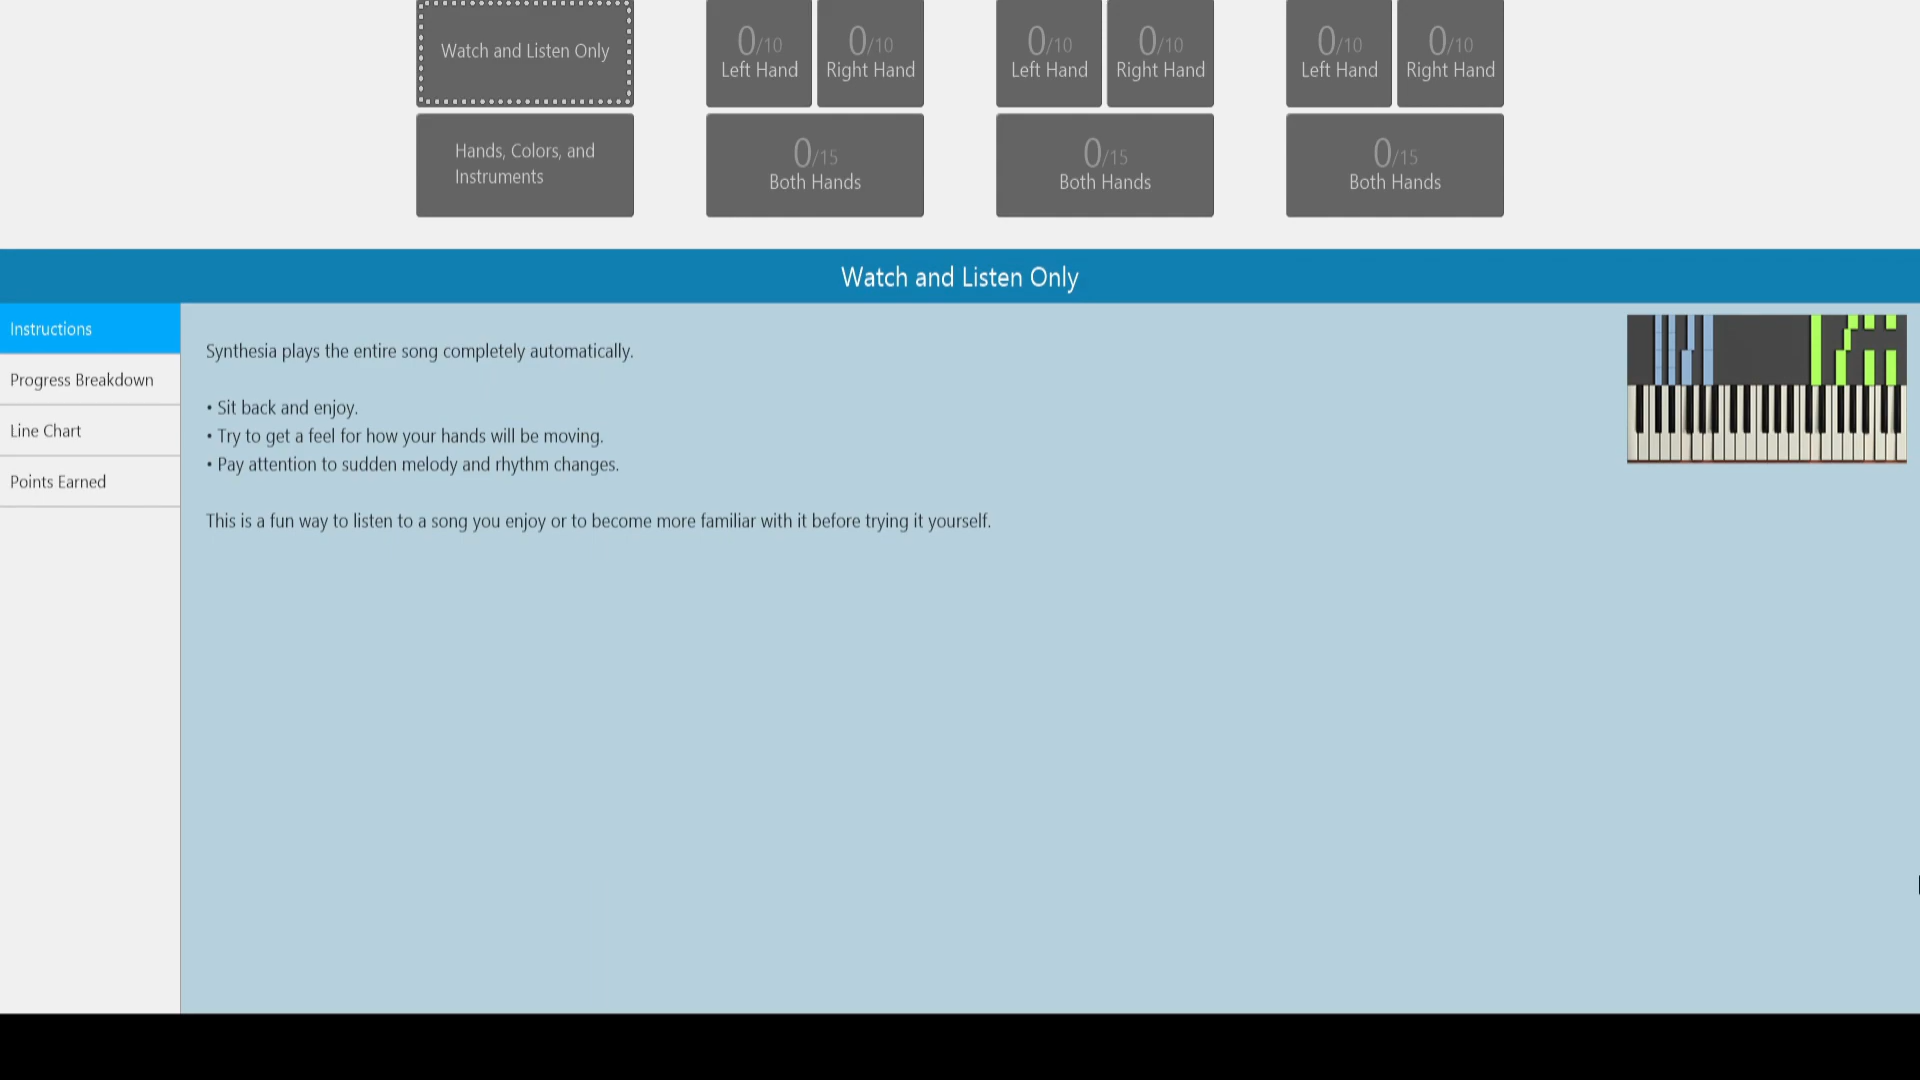 Watch and Listen Only
0/10
Left Hand
0/10
Right Hand
0/10
Left Hand
0/10
Right Hand
0/10
Left Hand
0/10
Right Hand
Hands, Colors, and
Instruments
0/15
Both Hands
0/15
Both Hands
0/15
Both Hands
Watch and Listen Only
Instructions
Progress Breakdown
Line Chart
Points Earned
Synthesia plays the entire song completely automatically.
• Sit back and enjoy.
• Try to get a feel for how your hands will be moving.
• Pay attention to sudden melody and rhythm changes.
This is a fun way to listen to a song you enjoy or to become more familiar with it before trying it yourself.